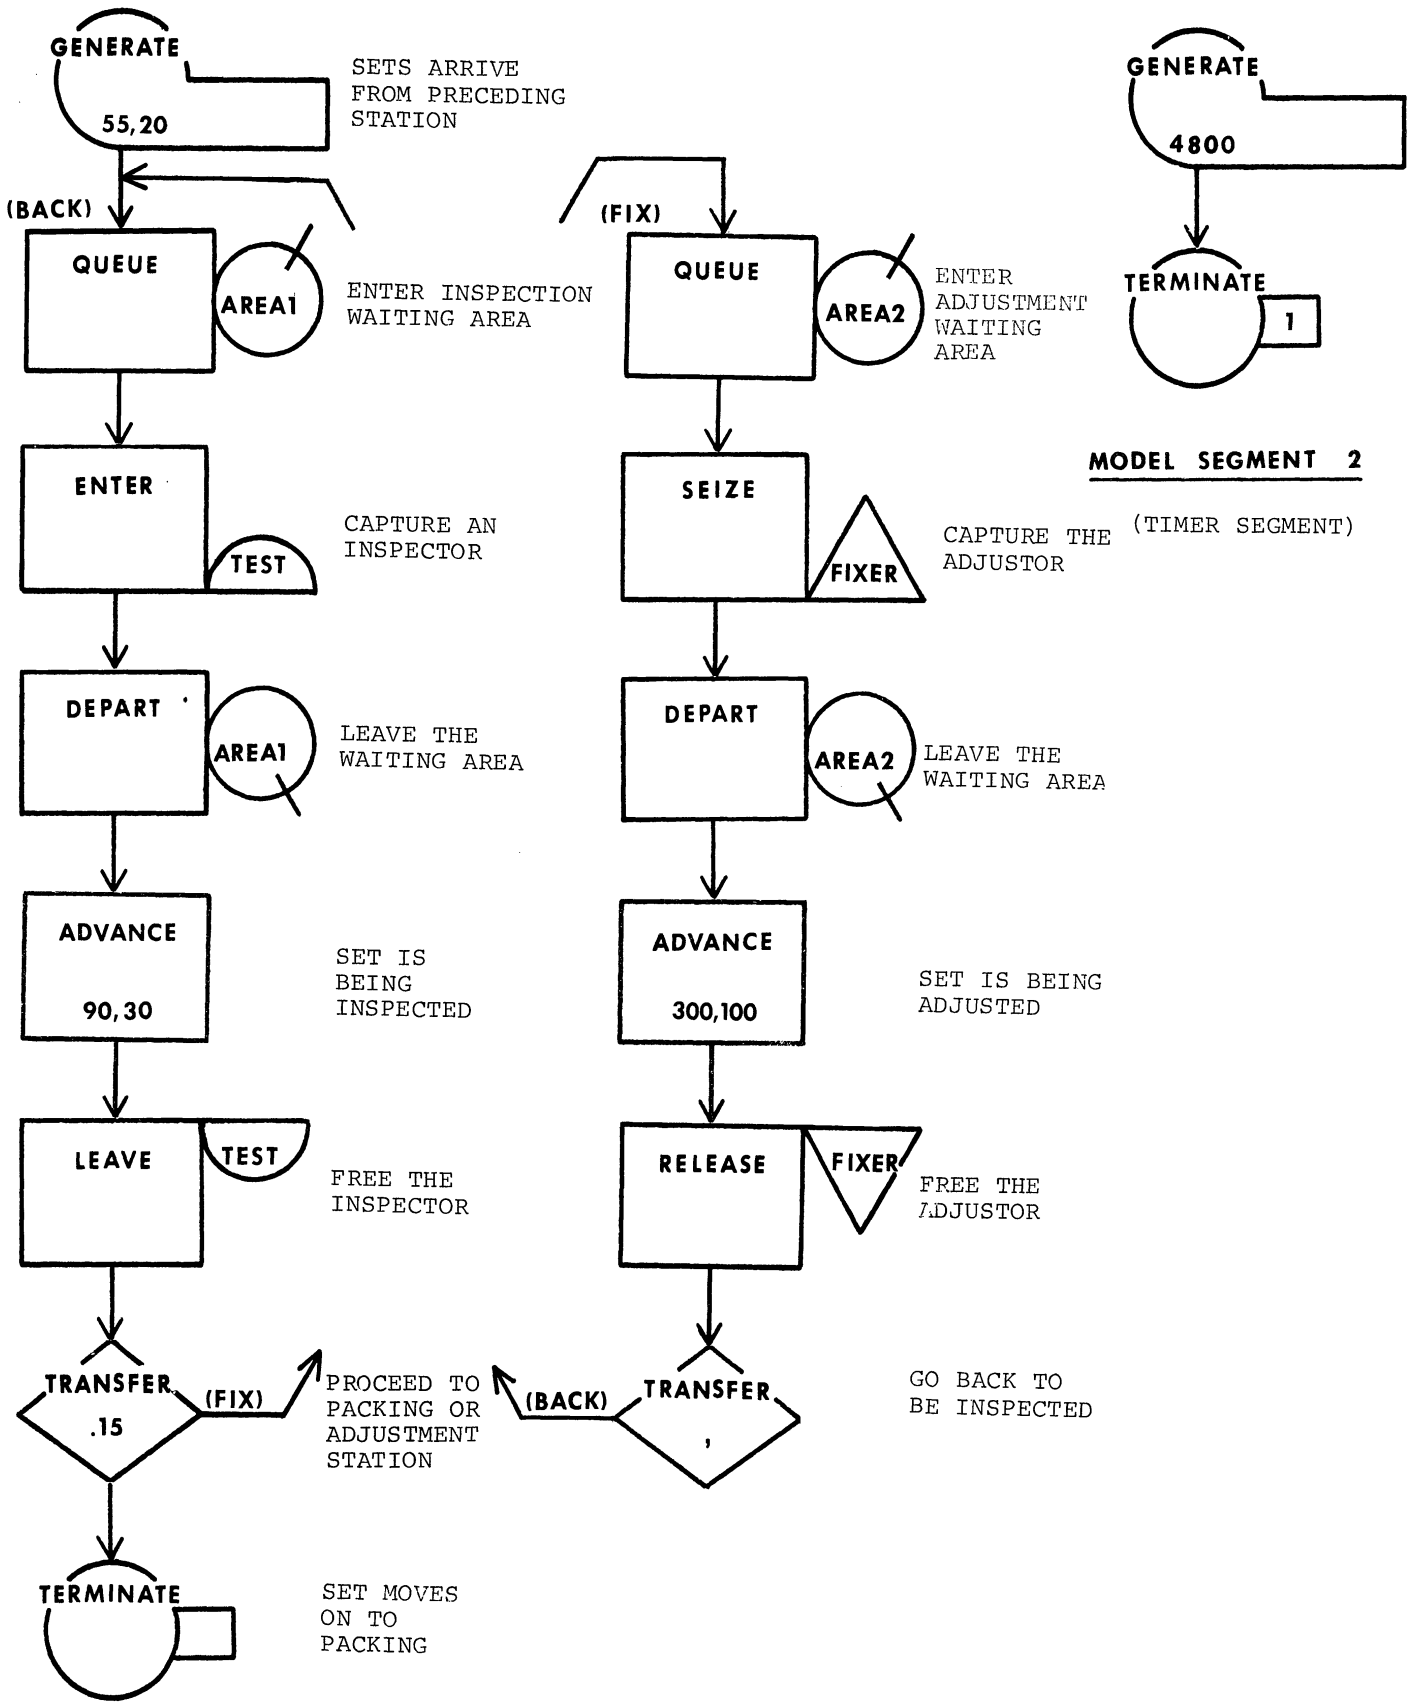 GENERATE
55,20
SETS ARRIVE
FROM PRECEDING
STATION
(BACK)
QUEUE
AREA1
ENTER INSPECTION
WAITING AREA
ENTER
TEST
CAPTURE AN
INSPECTOR
DEPART
AREA1
LEAVE THE
WAITING AREA
ADVANCE
90,30
SET IS
BEING
INSPECTED
LEAVE
TEST
FREE THE
INSPECTOR
TRANSFER
.15
(FIX)
PROCEED TO
PACKING OR
ADJUSTMENT
STATION
TERMINATE
SET MOVES
ON TO
PACKING
(FIX)
QUEUE
AREA2
ENTER
ADJUSTMENT
WAITING
AREA
SEIZE
FIXER
CAPTURE THE
ADJUSTOR
DEPART
AREA2
LEAVE THE
WAITING AREA
ADVANCE
300,100
SET IS BEING
ADJUSTED
RELEASE
FIXER
FREE THE
ADJUSTOR
TRANSFER
,
(BACK)
GO BACK TO
BE INSPECTED
GENERATE
4800
TERMINATE
1
MODEL SEGMENT 2
(TIMER SEGMENT)